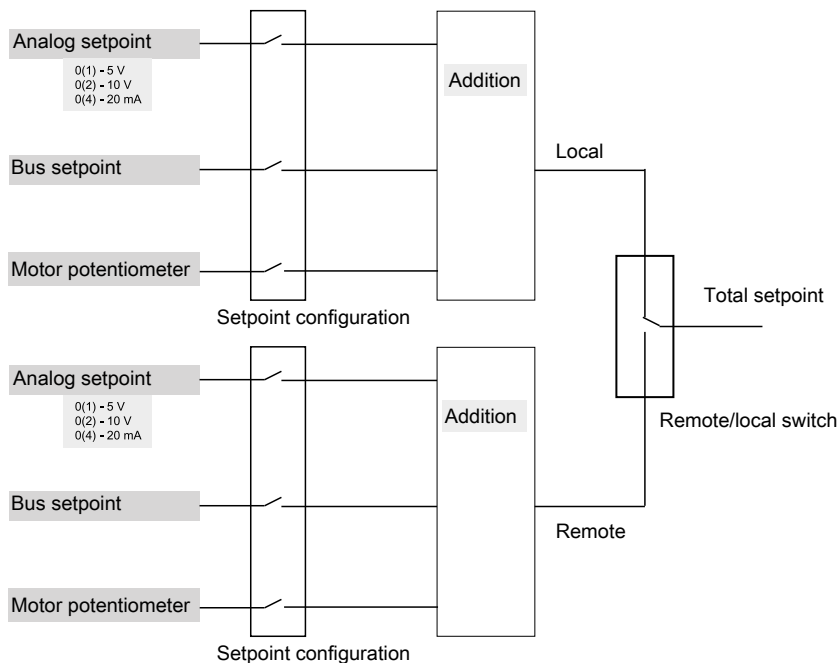 Analog setpoint
0(1) - 5 V
0(2) - 10 V
0(4) - 20 mA
Addition
Bus setpoint
Local
Motor potentiometer
Total setpoint
Setpoint configuration
Analog setpoint
0(1) - 5 V
0(2) - 10 V
0(4) - 20 mA
Addition
Remote/local switch
Bus setpoint
Remote
Motor potentiometer
Setpoint configuration